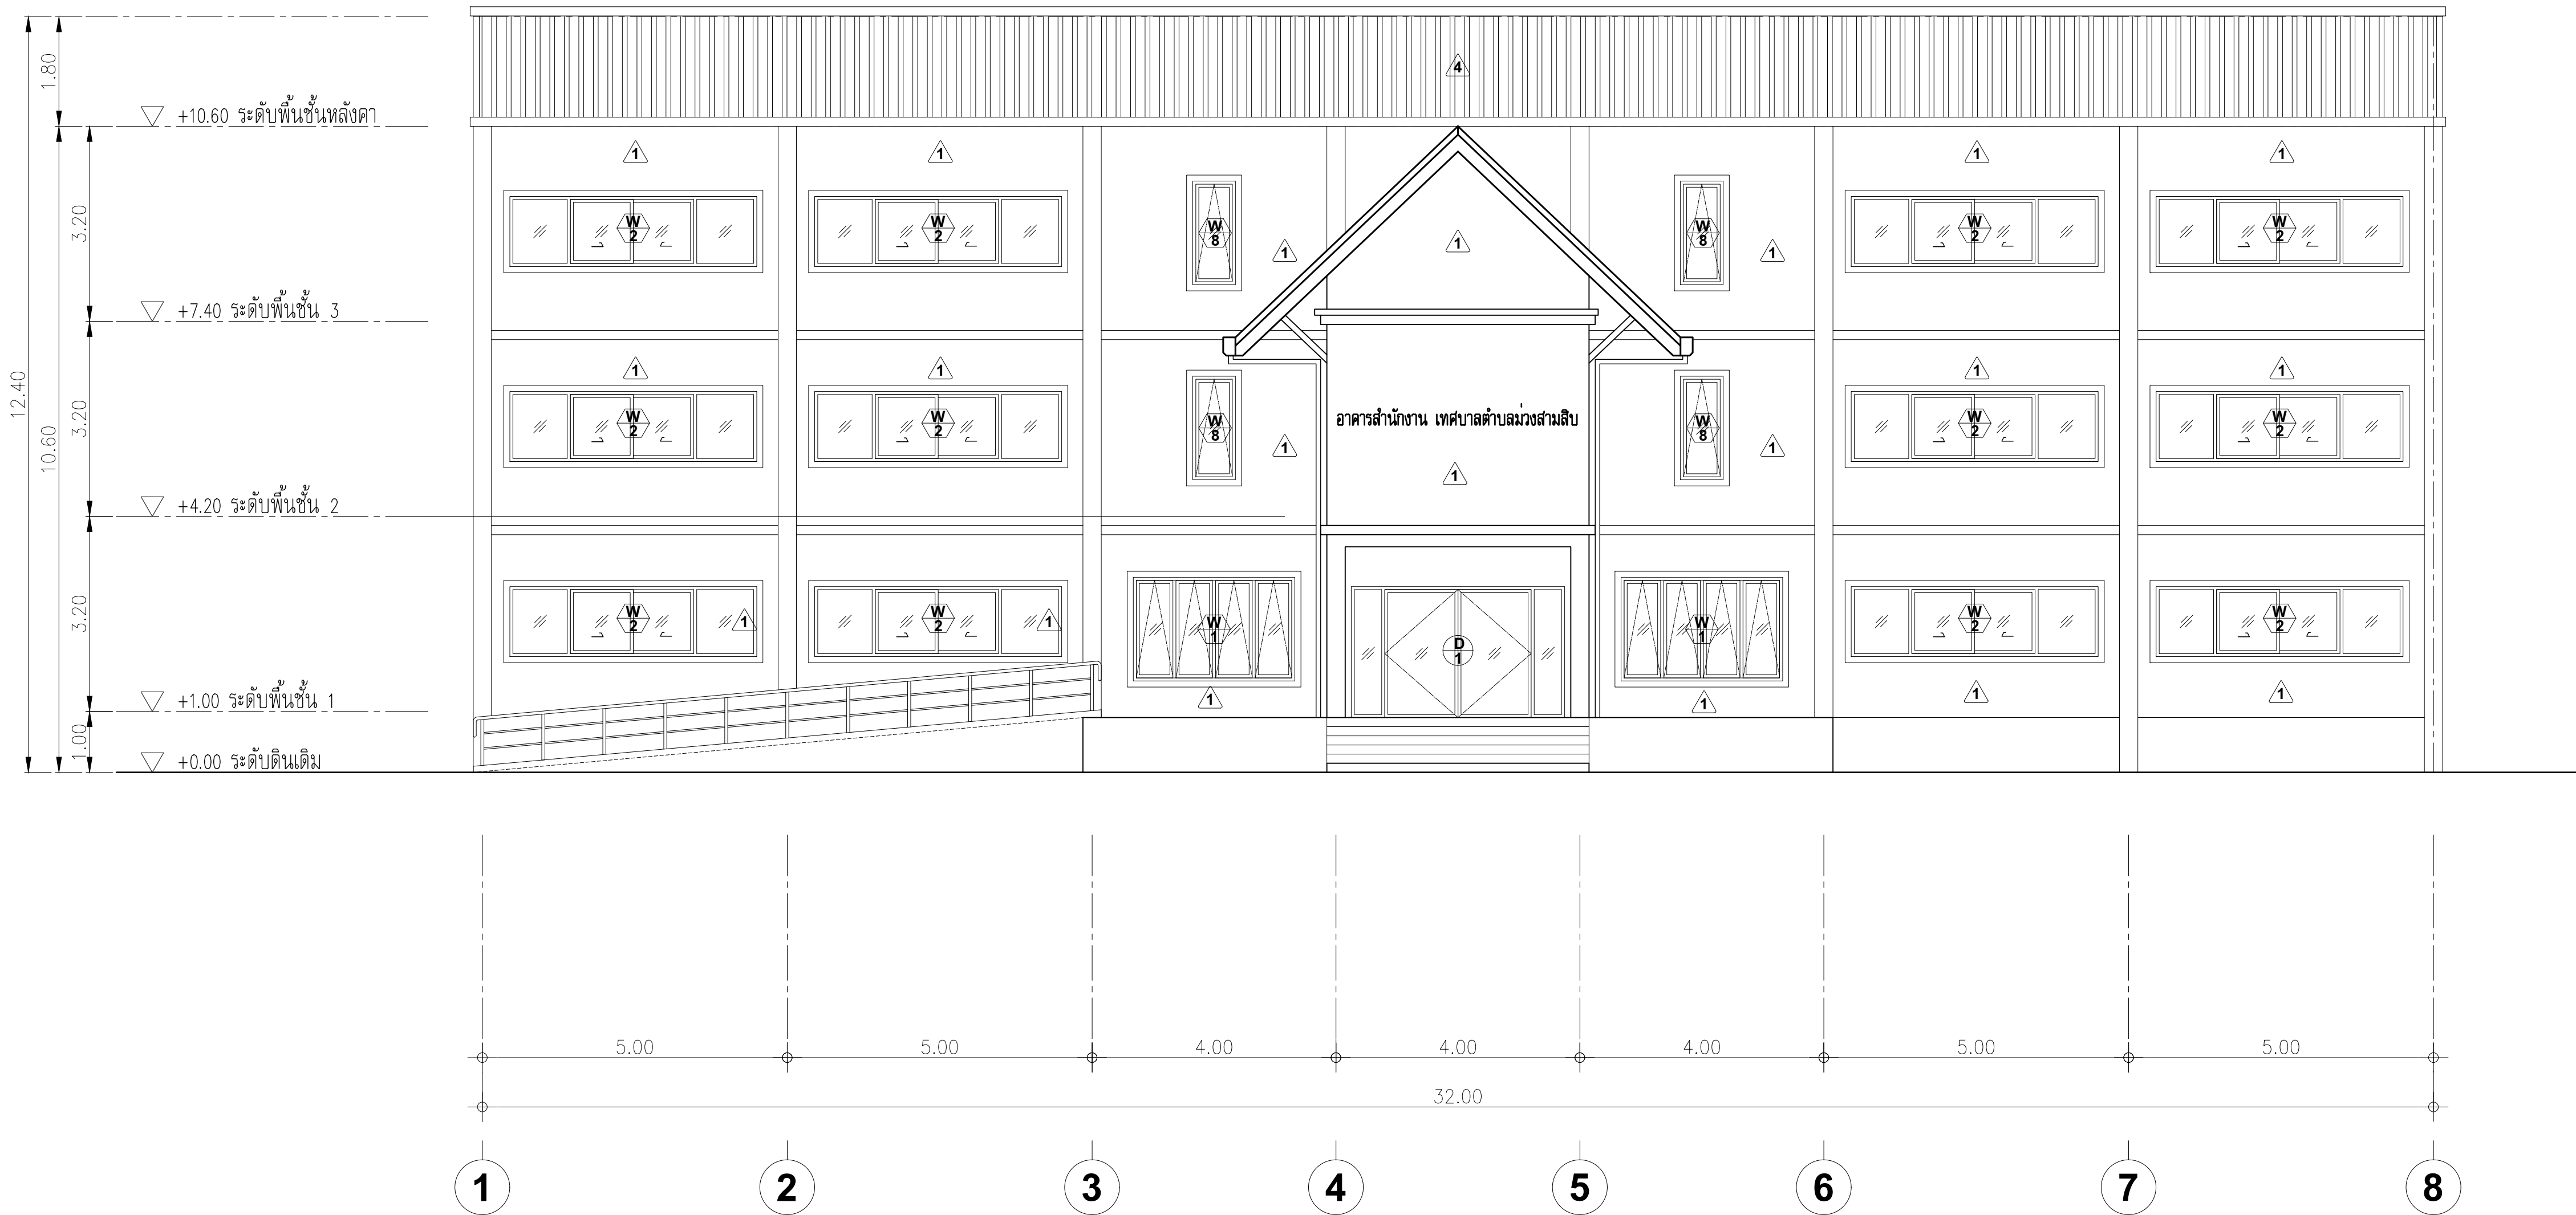 4
1.80
+10.60 ระดับพื้นชั้นหลังคา
1 1 1 1
3.20
W 2 W 2 W 8 W 8 W 2 W 2
1 1 1
+7.40 ระดับพื้นชั้น 3
1 1 1 1
12.40
10.60
3.20
W 2 W 2 W 8 W 8 W 2 W 2
อาคารสำนักงาน เทศบาลตำบลม่วงสามสิบ
1 1
1
+4.20 ระดับพื้นชั้น 2
3.20
W 2 1 W 2 1 W 1 W 1 W 2 W 2
D 1
+1.00 ระดับพื้นชั้น 1
1 1 1 1
1.00
+0.00 ระดับดินเดิม
5.00 5.00 4.00 4.00 4.00 5.00 5.00
32.00
1 2 3 4 5 6 7 8